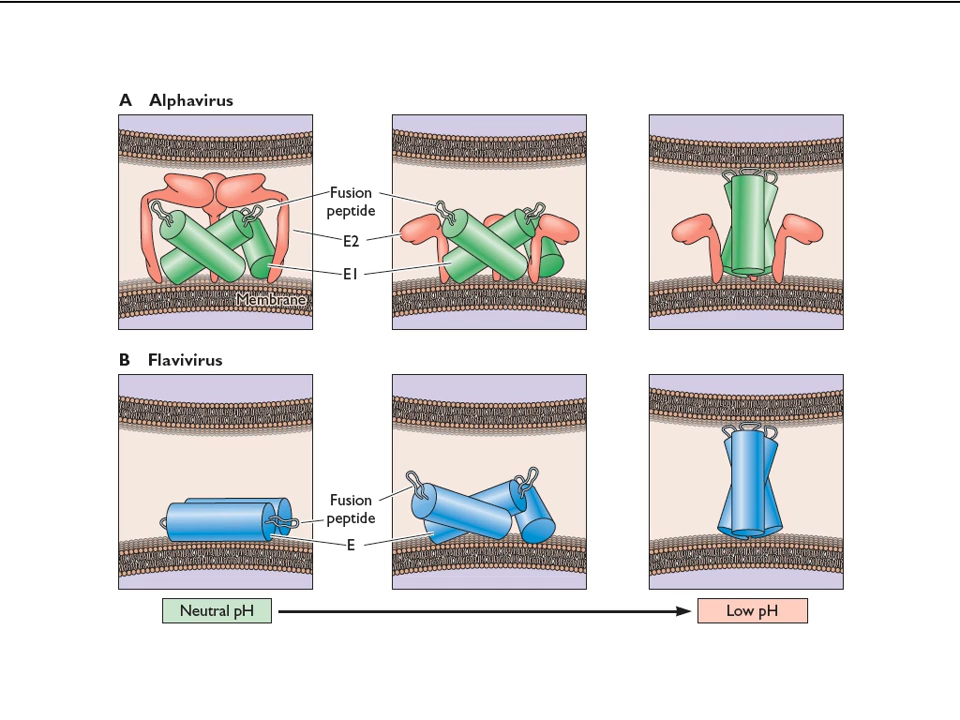 A Alphavirus
Fusion
peptide
E2
E1
Membrane
B Flavivirus
Fusion
peptide
E
Neutral pH
Low pH